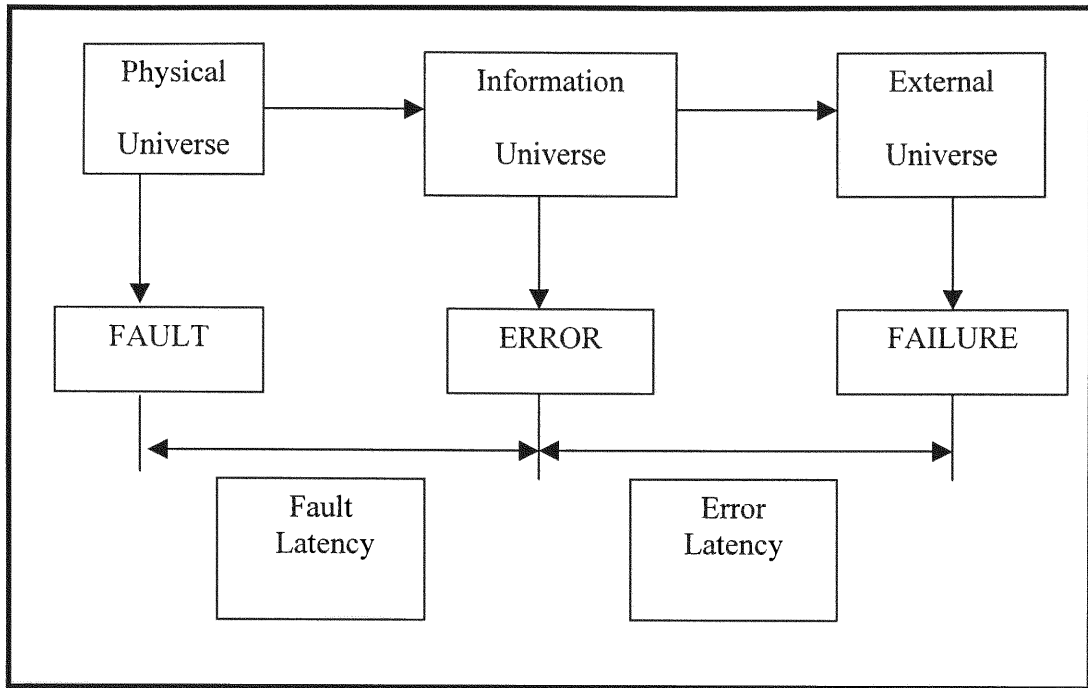 Physical
Universe
Information
Universe
External
Universe
FAULT
ERROR
FAILURE
Fault
Latency
Error
Latency